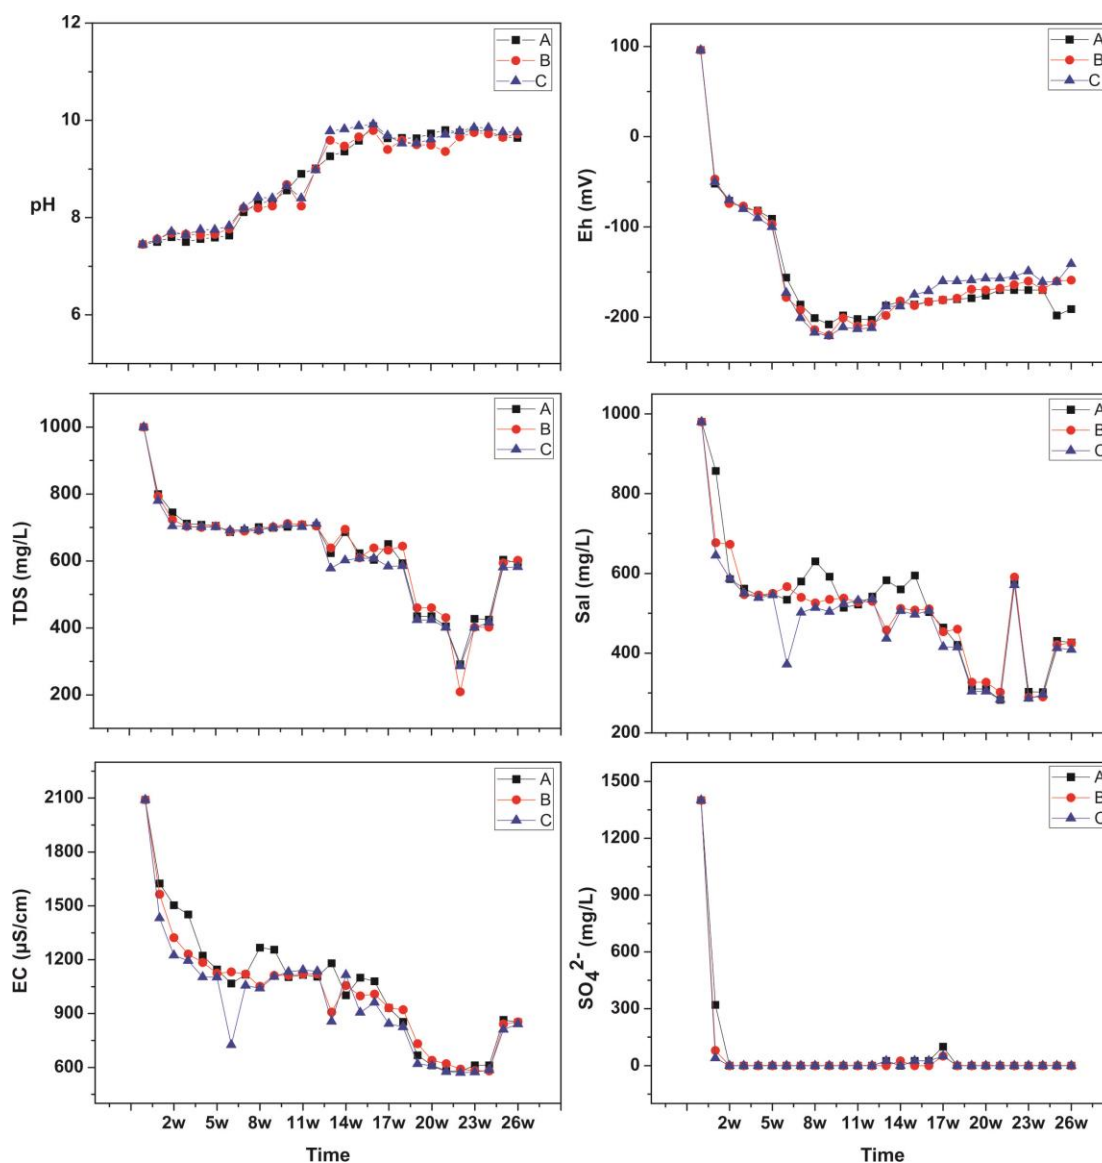 12
10
8
6
pH
A
B
C
100
0
-100
-200
Eh (mV)
A
B
C
1000
800
600
400
200
TDS (mg/L)
A
B
C
1000
800
600
400
200
Sal (mg/L)
A
B
C
2100
1800
1500
1200
900
600
EC (µS/cm)
A
B
C
2w 5w 8w 11w 14w 17w 20w 23w 26w
Time
1500
1200
900
600
300
0
SO₄²⁻ (mg/L)
A
B
C
2w 5w 8w 11w 14w 17w 20w 23w 26w
Time